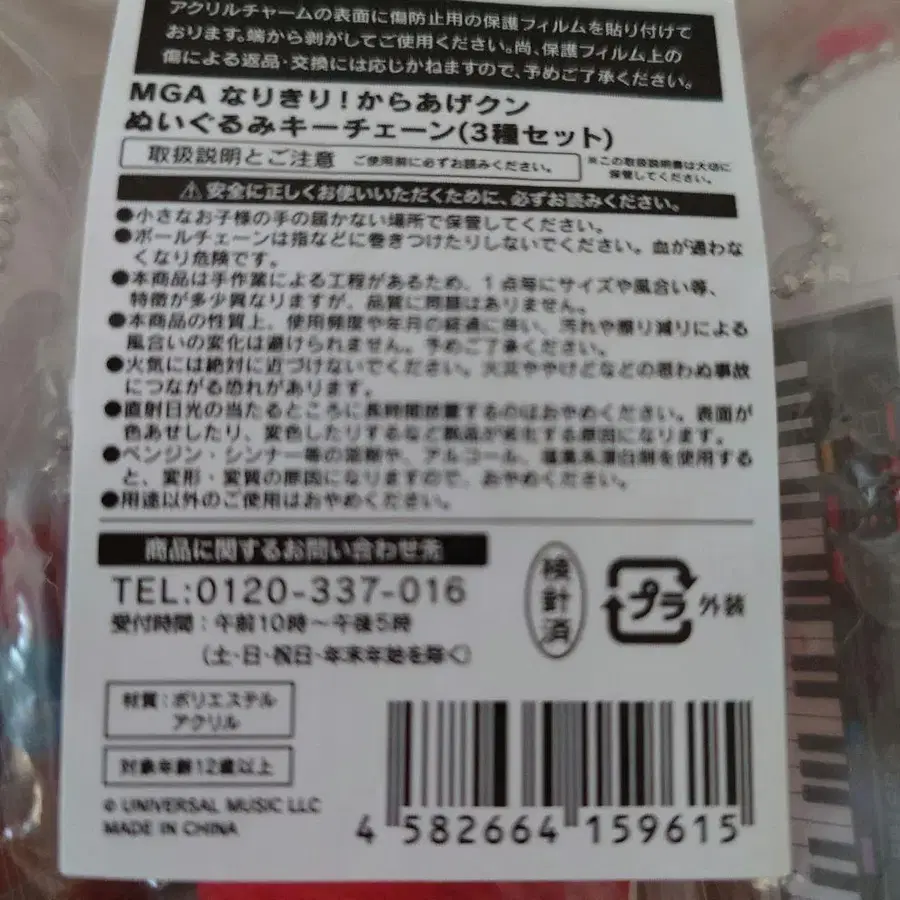 アクリルチャームの表面に傷防止用の保護フィルムを貼り付けて
おります。端から剥がしてご使用ください。尚、保護フィルム上の
傷による返品・交換には応じかねますので、予めご了承ください。
MGA なりきり!からあげクン
ぬいぐるみキーチェーン(3種セット)
取扱説明とご注意 ご使用前に必ずお読みください。
※この取扱説明書は大切に
保管してください。
⚠安全に正しくお使いいただくために、必ずお読みください。
●小さなお子様の手の届かない場所で保管してください。
●ボールチェーンは指などに巻きつけたりしないでください。血が通わな
くなり危険です。
●本商品は手作業による工程があるため、1点毎にサイズや風合い等、
特徴が多少異なりますが、品質に問題はありません。
●本商品の性質上、使用頻度や年月の経過に伴い、汚れや擦り減りによる
風合いの変化は避けられません。予めご了承ください。
●火気には絶対に近づけないでください。火災ややけどなどの思わぬ事故
につながる恐れがあります。
●直射日光の当たるところに長時間放置するのはおやめください。表面が
色あせしたり、変色したりするなど製品が劣化する原因になります。
●ベンジン・シンナー等の溶剤や、アルコール、塩素系漂白剤を使用する
と、変形・変質の原因になりますので、おやめください。
●用途以外のご使用はおやめください。
商品に関するお問い合わせ先
TEL:0120-337-016
受付時間:午前10時～午後5時
(土・日・祝日・年末年始を除く)
検針済
プラ 外装
材質:ポリエステル
アクリル
対象年齢12歳以上
© UNIVERSAL MUSIC LLC
MADE IN CHINA
4 582664 159615